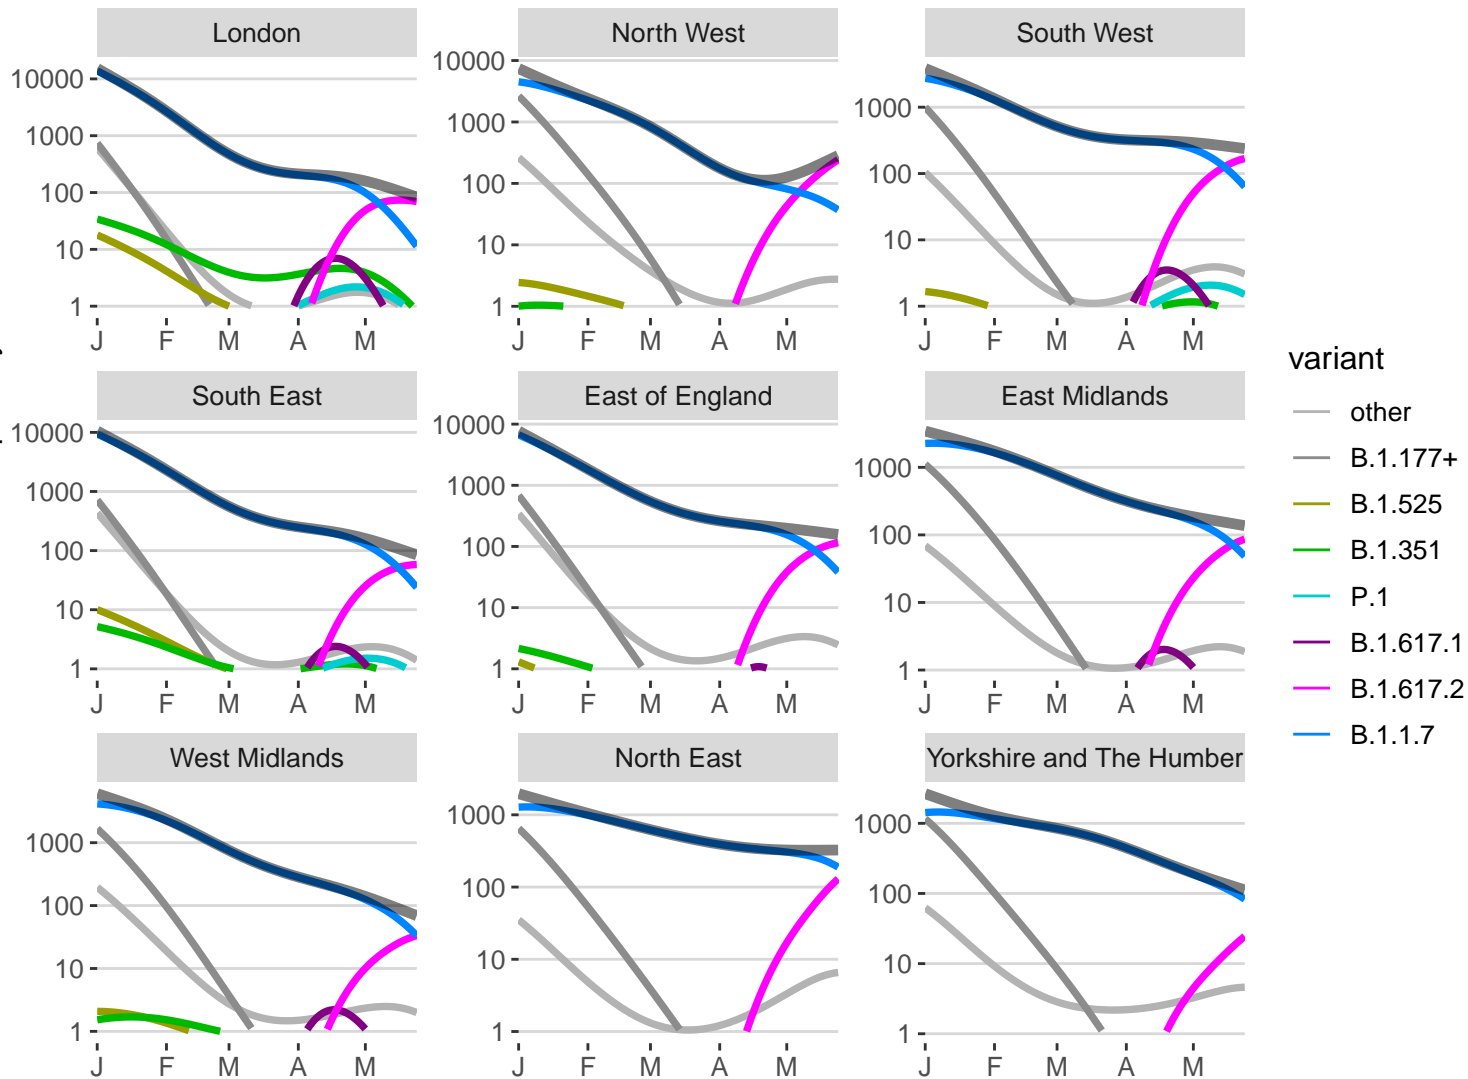 London
North West
South West
10000
1000
100
10
1
J F M A M
10000
1000
100
10
1
J F M A M
1000
100
10
1
J F M A M
South East
East of England
East Midlands
10000
1000
100
10
1
J F M A M
10000
1000
100
10
1
J F M A M
1000
100
10
1
J F M A M
West Midlands
North East
Yorkshire and The Humber
1000
100
10
1
J F M A M
1000
100
10
1
J F M A M
1000
100
10
1
J F M A M
variant
other
B.1.177+
B.1.525
B.1.351
P.1
B.1.617.1
B.1.617.2
B.1.1.7